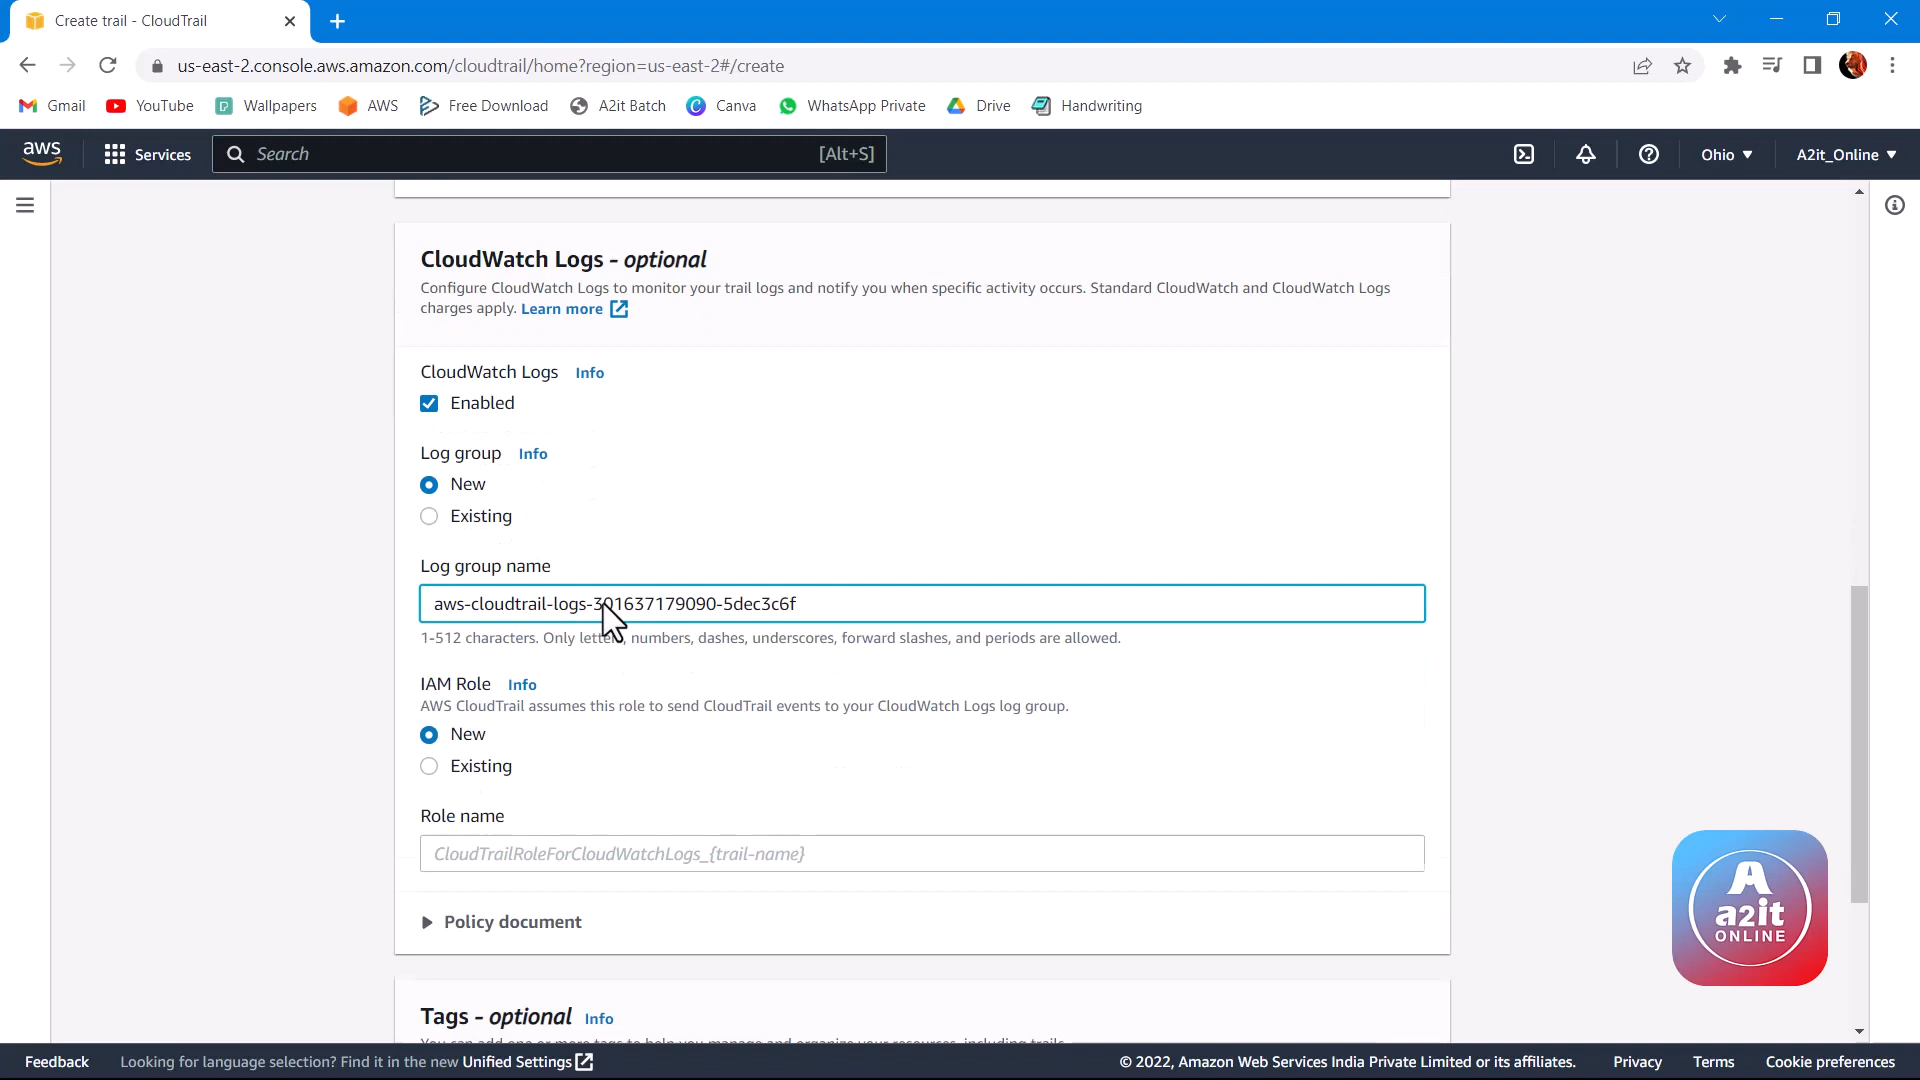 Create trail - CloudTrail
us-east-2.console.aws.amazon.com/cloudtrail/home?region=us-east-2#/create
Gmail YouTube Wallpapers AWS Free Download A2it Batch Canva WhatsApp Private Drive Handwriting
aws Services Search [Alt+S] Ohio A2it_Online
CloudWatch Logs - optional
Configure CloudWatch Logs to monitor your trail logs and notify you when specific activity occurs. Standard CloudWatch and CloudWatch Logs
charges apply. Learn more
CloudWatch Logs Info
Enabled
Log group Info
New
Existing
Log group name
aws-cloudtrail-logs-301637179090-5dec3c6f
1-512 characters. Only letters, numbers, dashes, underscores, forward slashes, and periods are allowed.
IAM Role Info
AWS CloudTrail assumes this role to send CloudTrail events to your CloudWatch Logs log group.
New
Existing
Role name
CloudTrailRoleForCloudWatchLogs_{trail-name}
Policy document
A
a2it
ONLINE
Tags - optional Info
Feedback Looking for language selection? Find it in the new Unified Settings © 2022, Amazon Web Services India Private Limited or its affiliates. Privacy Terms Cookie preferences